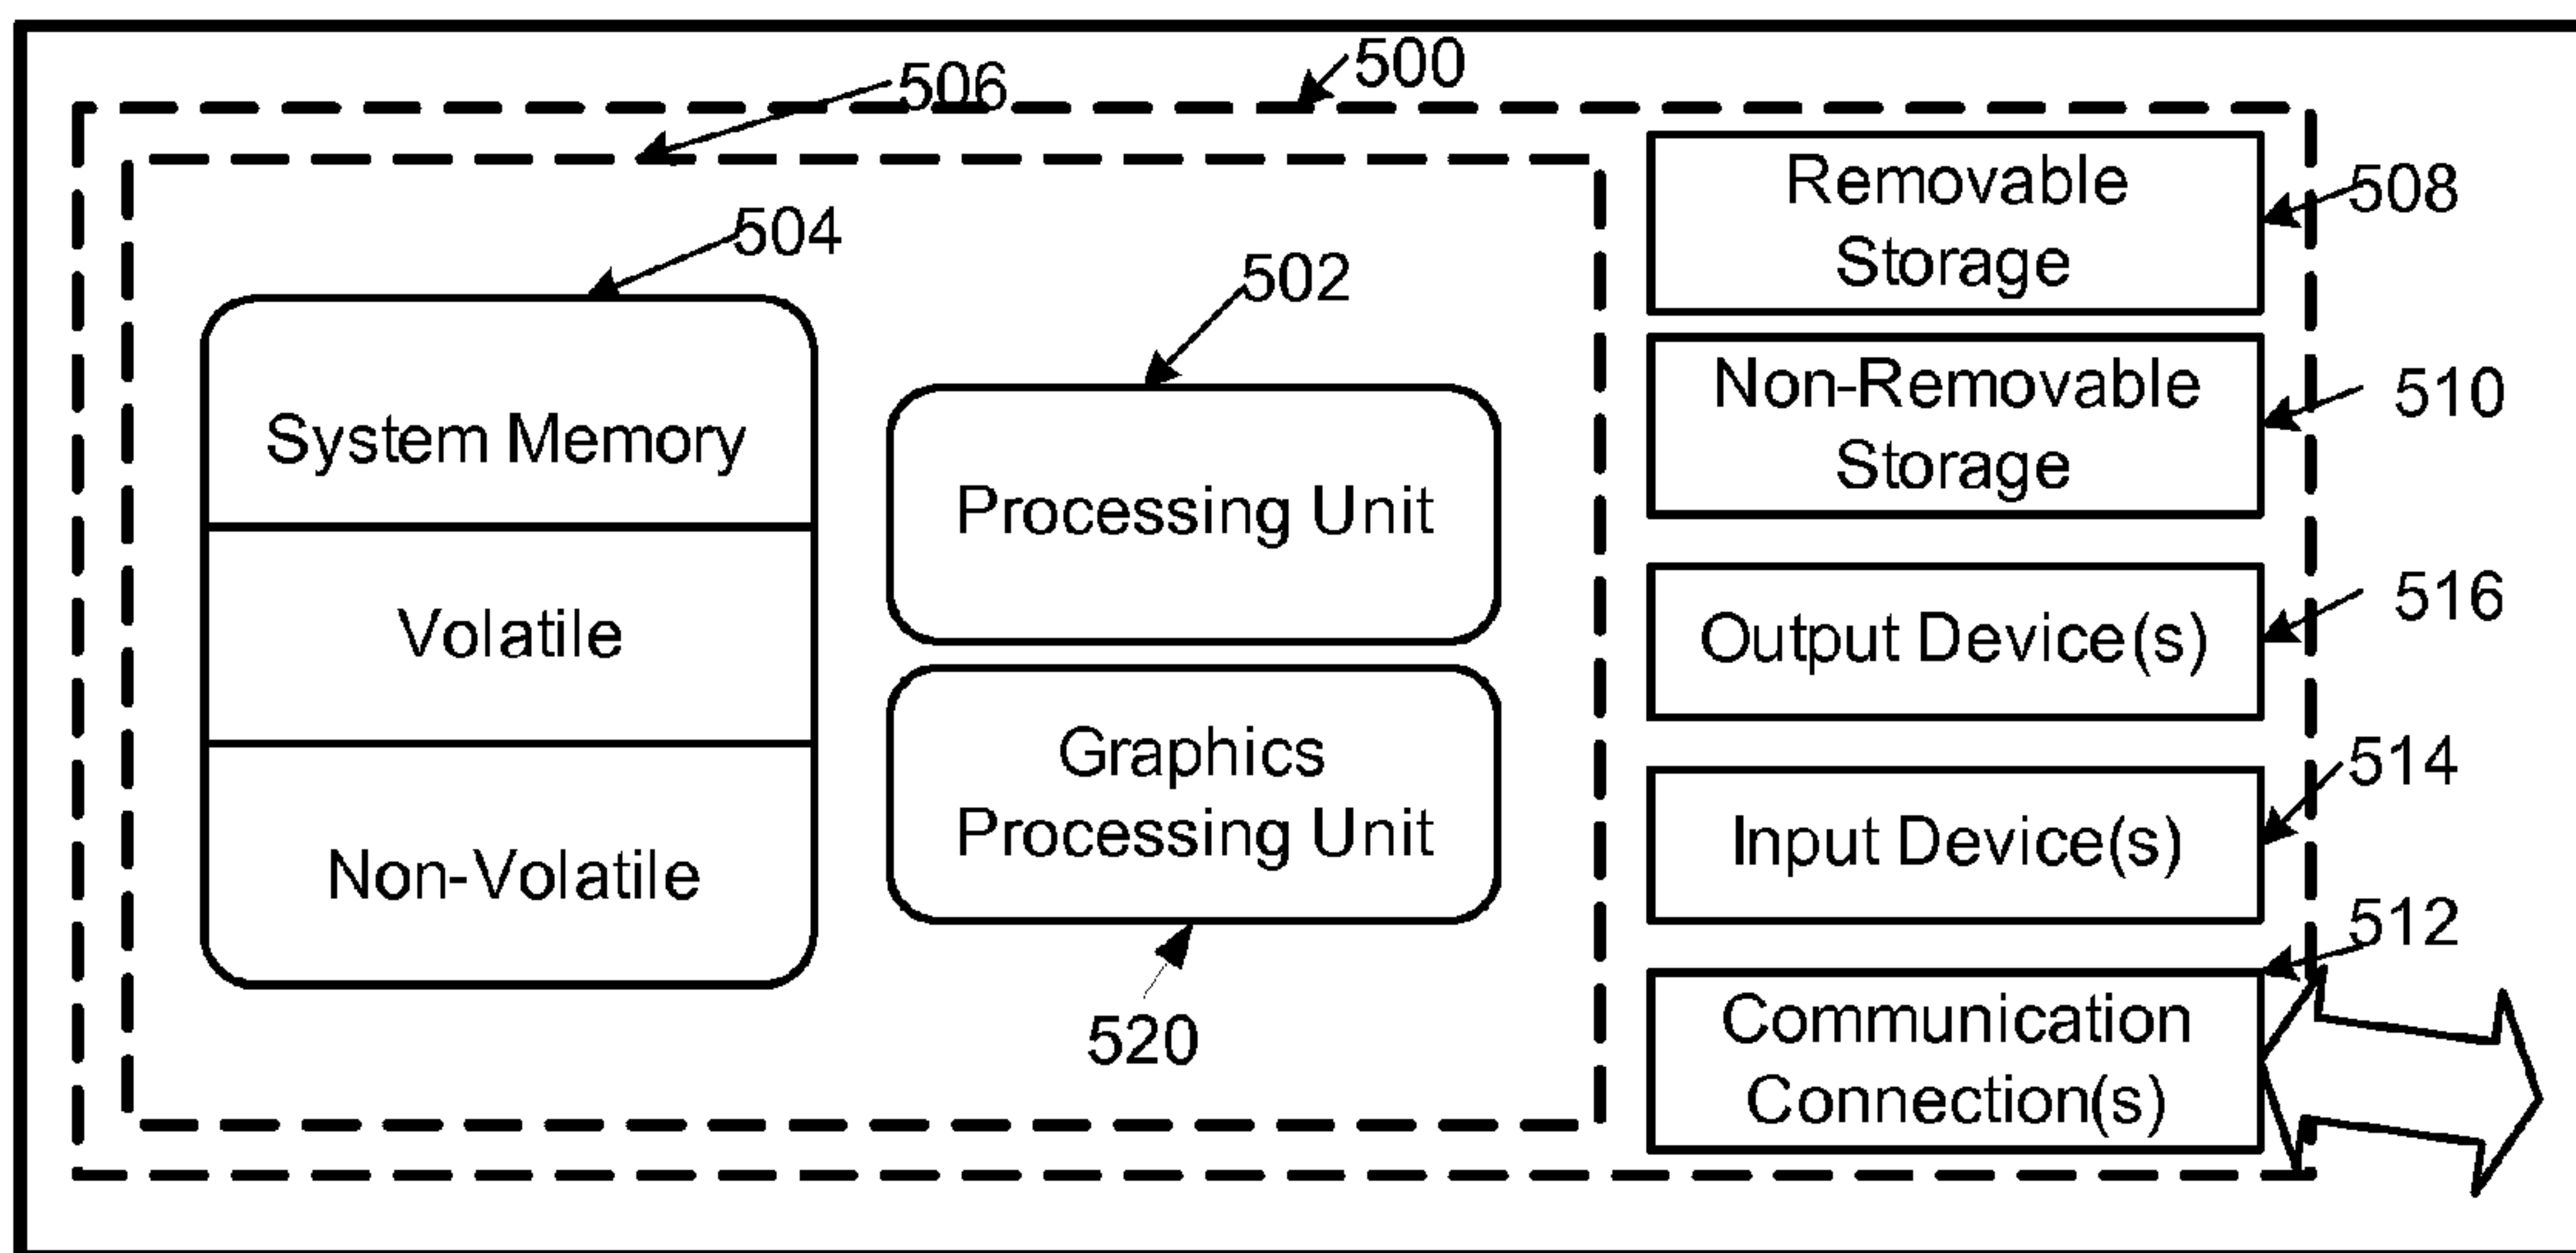 500
506
504
502
System Memory
Volatile
Non-Volatile
Processing Unit
Graphics
Processing Unit
520
Removable
Storage
508
Non-Removable
Storage
510
Output Device(s)
516
Input Device(s)
514
512
Communication
Connection(s)